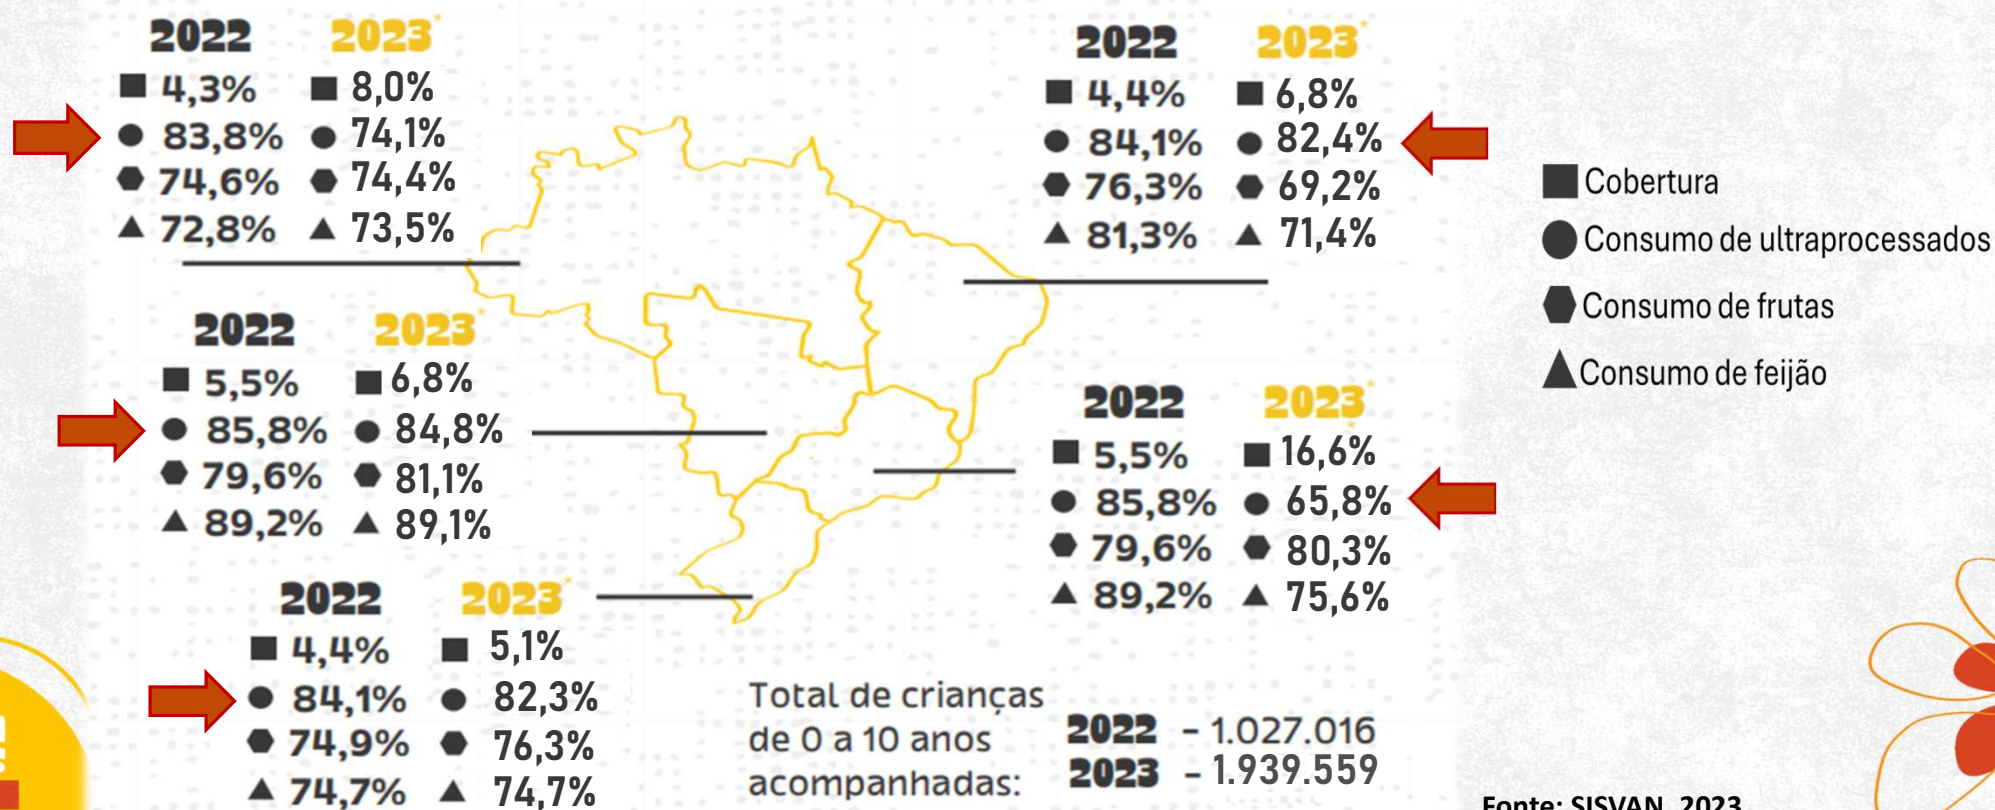 2022 2023*
4,3% 8,0%
83,8% 74,1%
74,6% 74,4%
72,8% 73,5%
2022 2023*
4,4% 6,8%
84,1% 82,4%
76,3% 69,2%
81,3% 71,4%
Cobertura
Consumo de ultraprocessados
Consumo de frutas
Consumo de feijão
2022 2023*
5,5% 6,8%
85,8% 84,8%
79,6% 81,1%
89,2% 89,1%
2022 2023*
5,5% 16,6%
85,8% 65,8%
79,6% 80,3%
89,2% 75,6%
2022 2023*
4,4% 5,1%
84,1% 82,3%
74,9% 76,3%
74,7% 74,7%
Total de crianças
de 0 a 10 anos
acompanhadas:
2022 - 1.027.016
2023 - 1.939.559
Fonte: SISVAN, 2023